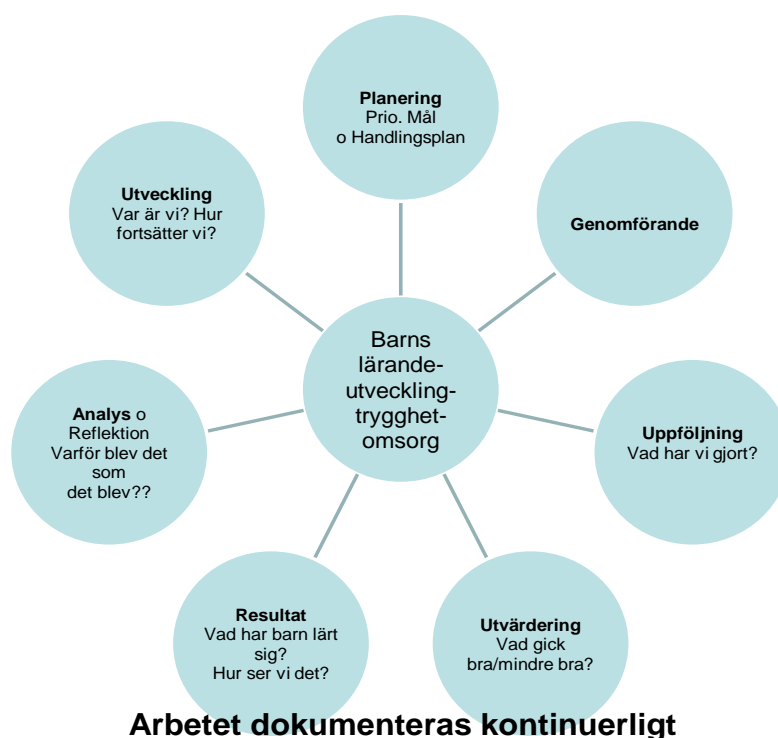 Planering
Prio. Mål
o Handlingsplan
Genomförande
Uppföljning
Vad har vi gjort?
Utvärdering
Vad gick
bra/mindre bra?
Resultat
Vad har barn lärt
sig?
Hur ser vi det?
Analys o
Reflektion
Varför blev det
som
det blev??
Utveckling
Var är vi? Hur
fortsätter vi?
Barns
lärande-
utveckling-
trygghet-
omsorg
Arbetet dokumenteras kontinuerligt